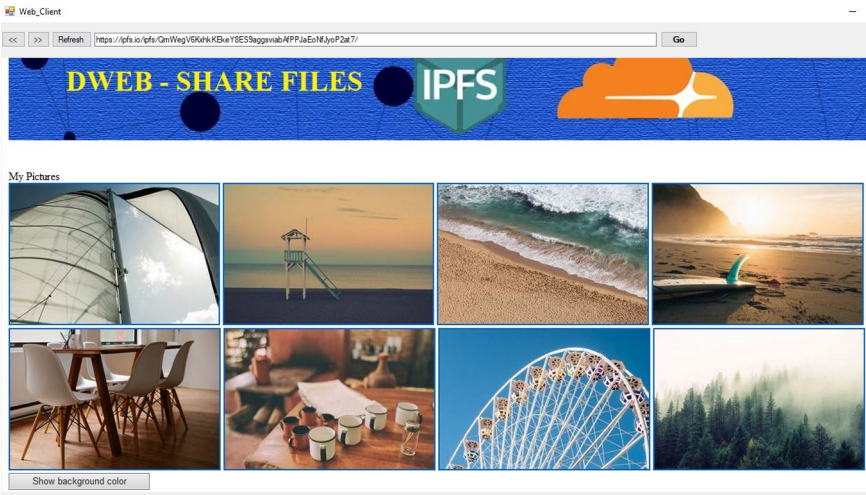 Web_Client
<< >> Refresh https://ipfs.io/ipfs/QmWegV6KxhkKEkeY8ES9aggsviabAfPPJaEoNfJyoP2at7/ Go
DWEB - SHARE FILES IPFS
My Pictures
Show background color